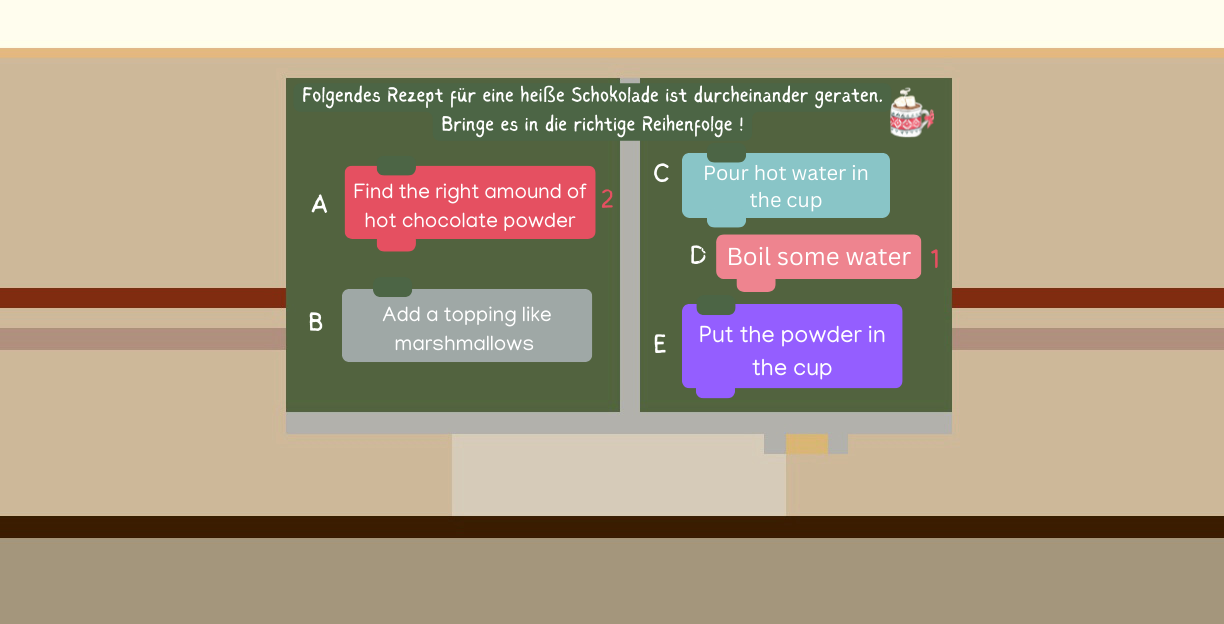 Folgendes Rezept für eine heiße Schokolade ist durcheinander geraten.
Bringe es in die richtige Reihenfolge !
A
Find the right amound of
hot chocolate powder
2
B
Add a topping like
marshmallows
C
Pour hot water in
the cup
D
Boil some water
1
E
Put the powder in
the cup